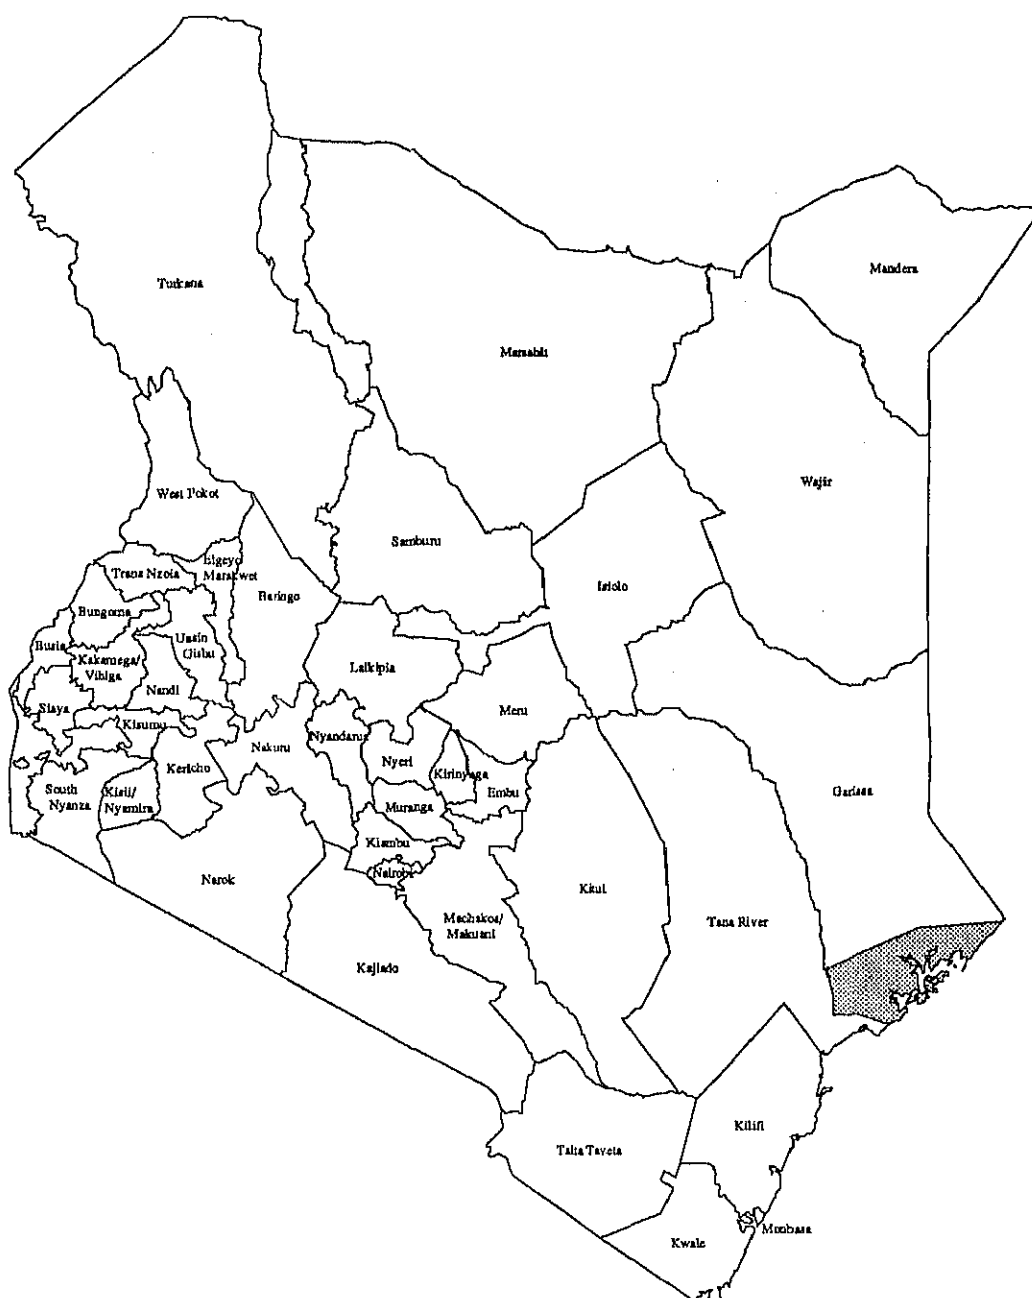 Turkana
Mandera
Marsabit
Wajir
West Pokot
Samburu
Elgeyo
Marakwet
Trans Nzoia
Isiolo
Baringo
Bungoma
Uasin
Gishu
Busia
Kakamega/
Vihiga
Laikipia
Nandi
Siaya
Meru
Kisumu
Nyandarua
Nakuru
Nyeri
Kericho
Kirinyaga
South
Nyanza
Kisii/
Nyamira
Embu
Garissa
Muranga
Kiambu
Nairobi
Narok
Kitui
Machakos/
Makuani
Tana River
Kajiado
Kilifi
Taita Taveta
Mombasa
Kwale